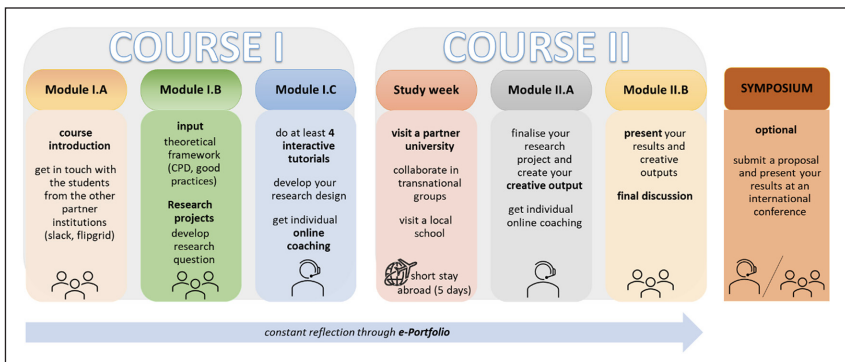 COURSE I
COURSE II
Module I.A
course
introduction
get in touch with
the students
from the other
partner
institutions
(slack, flipgrid)
Module I.B
input
theoretical
framework
(CPD, good
practices)
Research
projects
develop
research
question
Module I.C
do at least 4
interactive
tutorials
develop your
research design
get individual
online
coaching
Study week
visit a partner
university
collaborate in
transnational
groups
visit a local
school
short stay
abroad (5 days)
Module II.A
finalise your
research
project and
create your
creative output
get individual
online coaching
Module II.B
present your
results and
creative
outputs
final discussion
SYMPOSIUM
optional
submit a proposal
and present your
results at an
international
conference
constant reflection through e-Portfolio